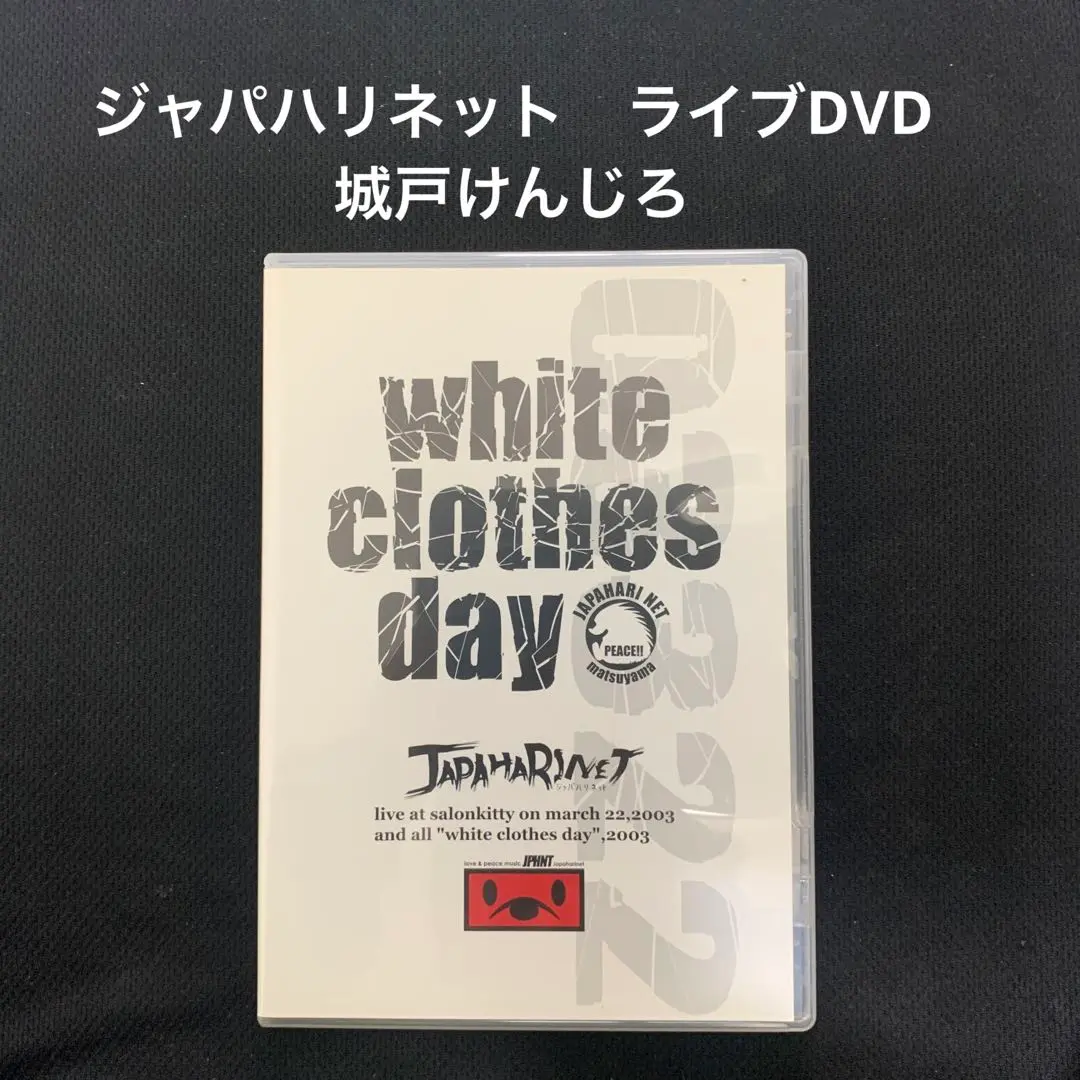 ジャパハリネット　ライブDVD
城戸けんじろ
0322
white
clothes
day
JAPAHARI NET
PEACE!!
matsuyama
JAPAHARINET
ジャパハリネット
live at salonkitty on march 22,2003
and all "white clothes day",2003
love & peace music JPHNT japaharinet